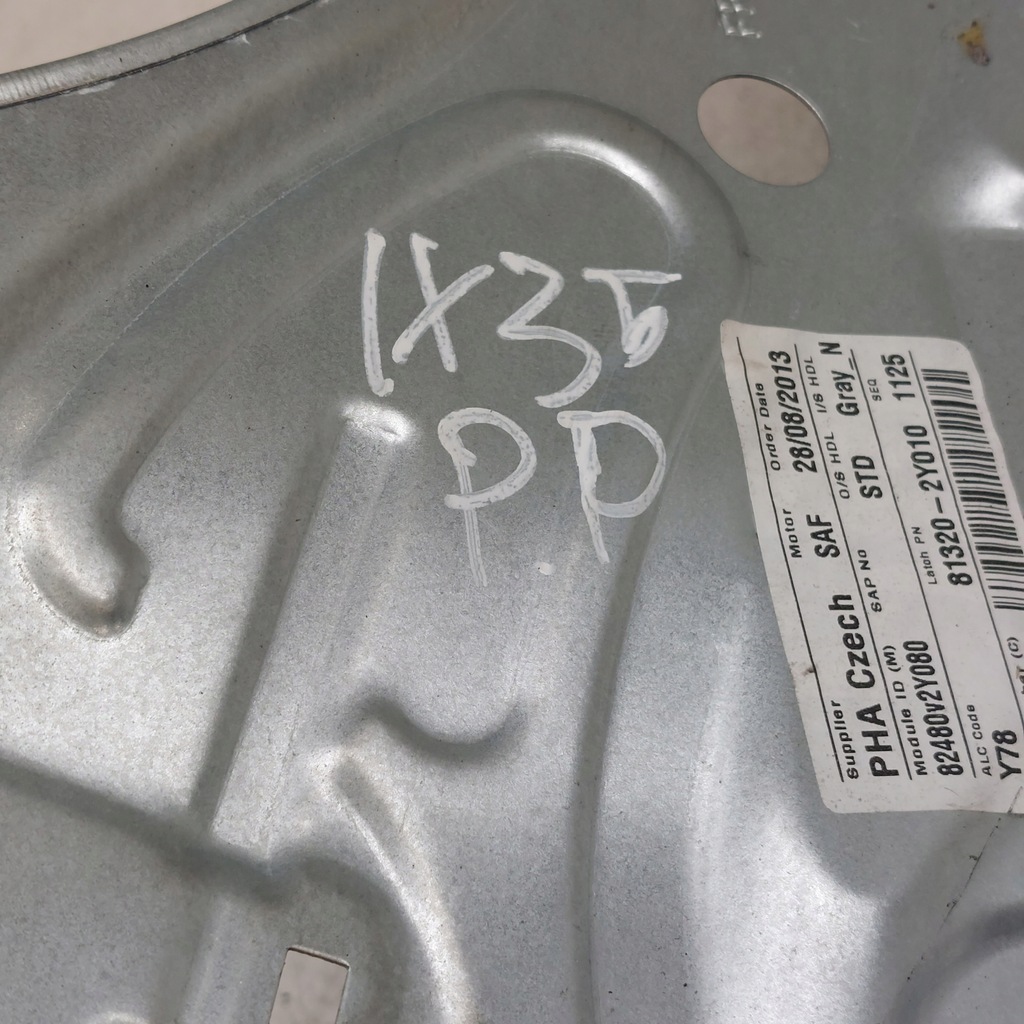 IX35
PP
Supplier
PHA Czech
Motor
SAF
Order Date
28/08/2013
Module ID (M)
82480v2Y080
SAP NO
O/S HDL
STD
I/S HDL
Gray_N
ALC Code
Y78
Latch PN
81320-2Y010
SEQ
1125
(C)